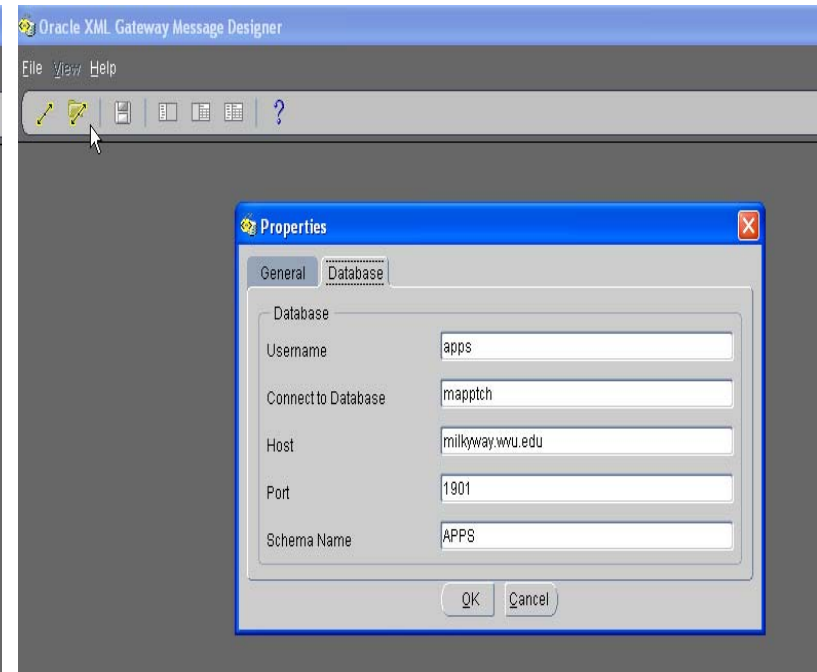 Oracle XML Gateway Message Designer
File View Help
?
Properties
General Database
Database
Username apps
Connect to Database mapptch
Host milkyway.wvu.edu
Port 1901
Schema Name APPS
OK Cancel